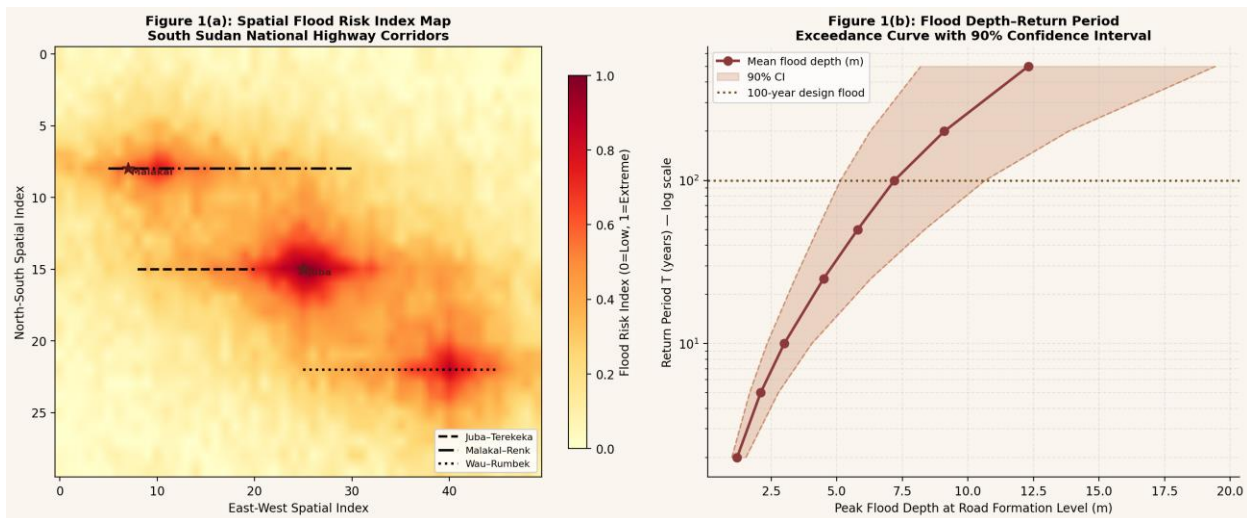 Figure 1(a): Spatial Flood Risk Index Map
South Sudan National Highway Corridors
0
5
10
15
20
25
North-South Spatial Index
0
10
20
30
40
East-West Spatial Index
Malakal
Juba–Terekeka
Malakal–Renk
Wau–Rumbek
1.0
0.8
0.6
0.4
0.2
0.0
Flood Risk Index (0=Low, 1=Extreme)
Figure 1(b): Flood Depth–Return Period
Exceedance Curve with 90% Confidence Interval
Mean flood depth (m)
90% CI
100-year design flood
10²
10¹
Return Period T (years) — log scale
2.5
5.0
7.5
10.0
12.5
15.0
17.5
20.0
Peak Flood Depth at Road Formation Level (m)